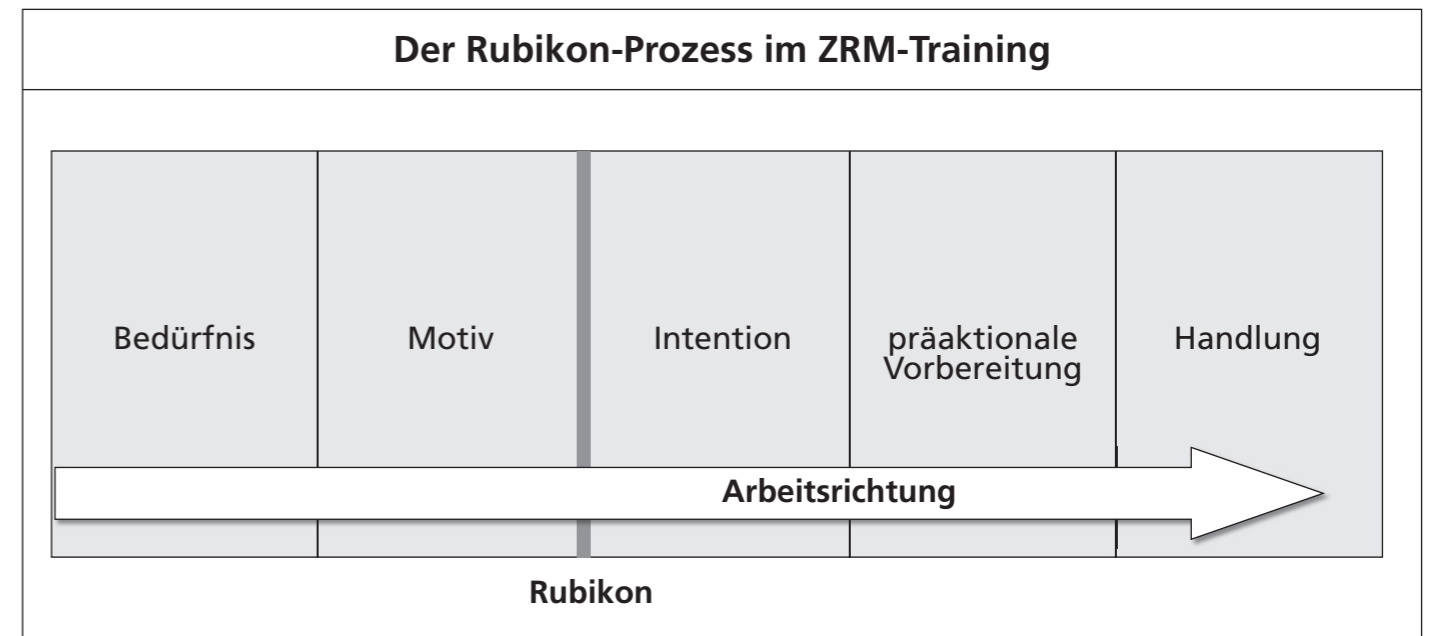 Der Rubikon-Prozess im ZRM-Training
Bedürfnis
Motiv
Intention
präaktionale
Vorbereitung
Handlung
Arbeitsrichtung
Rubikon